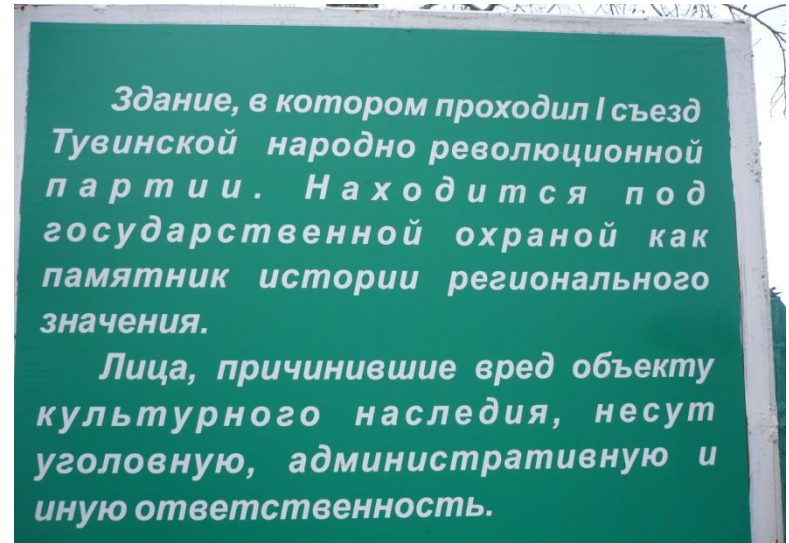 Здание, в котором проходил I съезд
Тувинской народно революционной
партии. Находится под
государственной охраной как
памятник истории регионального
значения.
Лица, причинившие вред объекту
культурного наследия, несут
уголовную, административную и
иную ответственность.